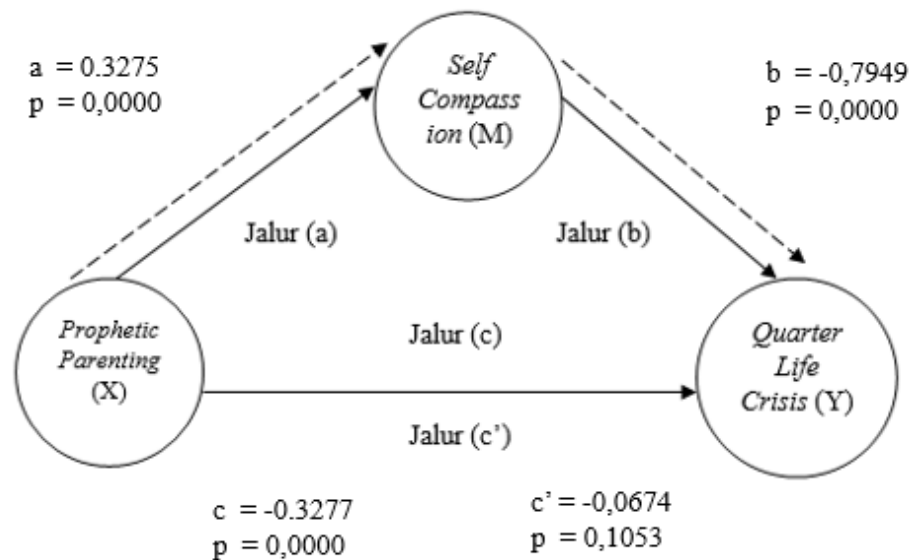 a = 0.3275
p = 0,0000
Self
Compass
ion (M)
b = -0,7949
p = 0,0000
Jalur (a)
Jalur (b)
Prophetic
Parenting
(X)
Jalur (c)
Quarter
Life
Crisis (Y)
Jalur (c’)
c = -0.3277
p = 0,0000
c’ = -0,0674
p = 0,1053